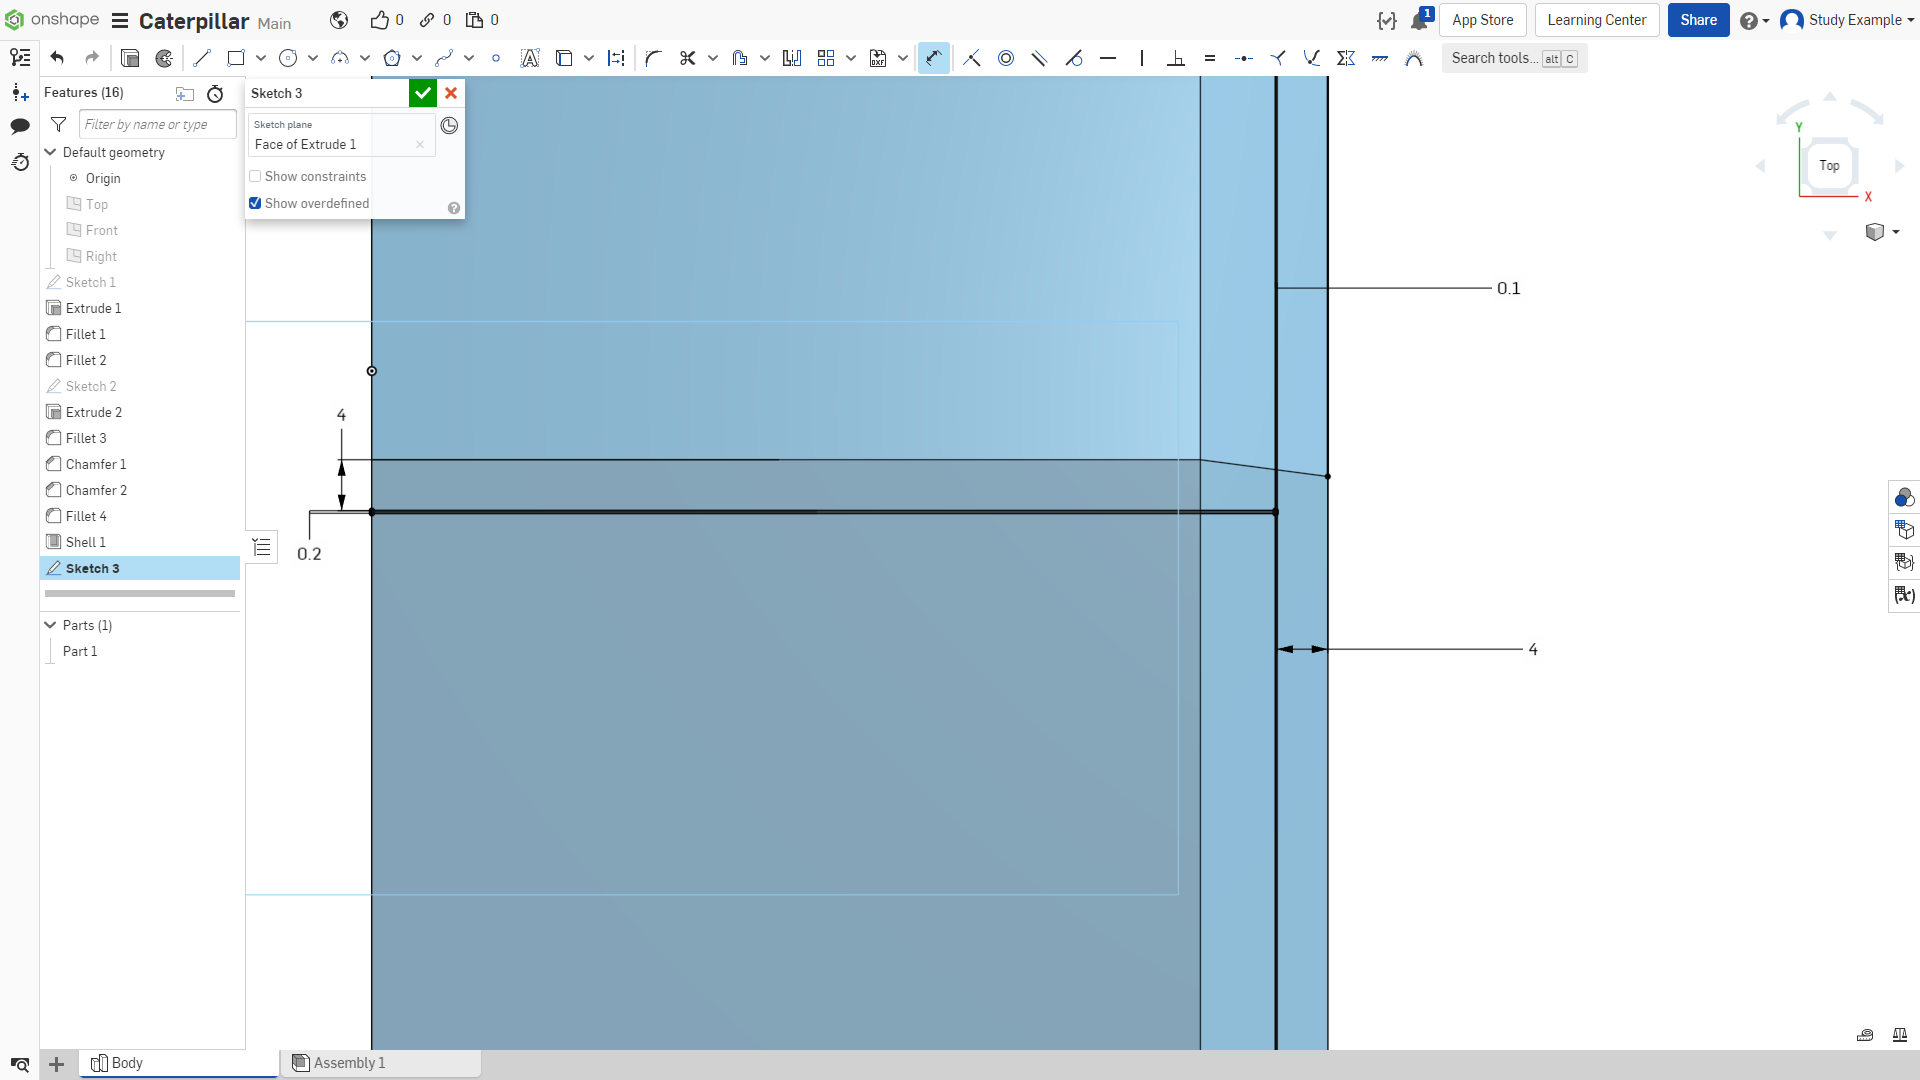 onshape Caterpillar Main 0 0 0 1 App Store Learning Center Share Study Example
Search tools... alt C
Features (16)
Filter by name or type
Default geometry
Origin
Top
Front
Right
Sketch 1
Extrude 1
Fillet 1
Fillet 2
Sketch 2
Extrude 2
Fillet 3
Chamfer 1
Chamfer 2
Fillet 4
Shell 1
Sketch 3
Parts (1)
Part 1
Sketch 3
Sketch plane
Face of Extrude 1
Show constraints
Show overdefined
Y
Top
X
0.1
4
0.2
4
Body Assembly 1